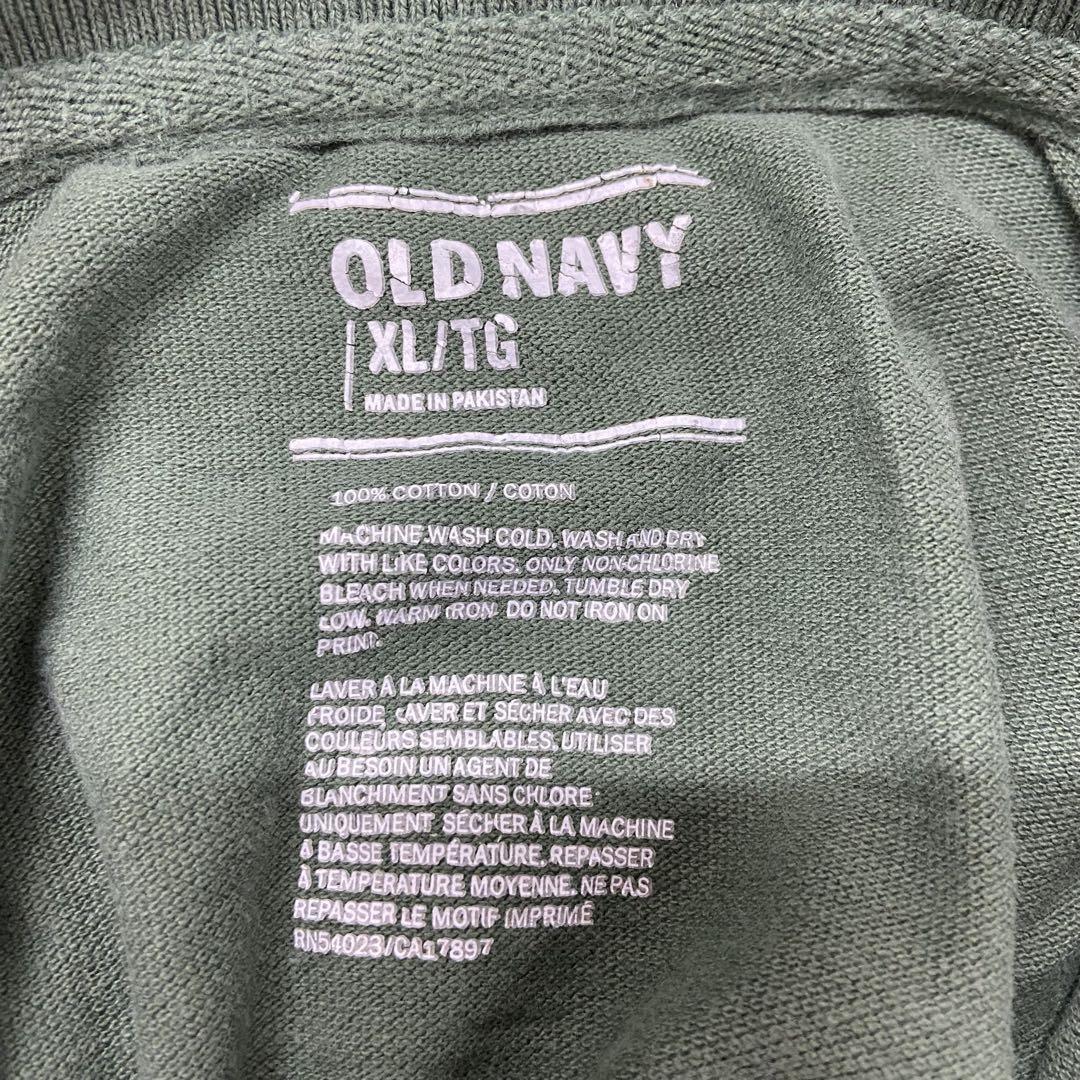 OLD NAVY
XL/TG
MADE IN PAKISTAN
100% COTTON / COTON
MACHINE WASH COLD. WASH AND DRY
WITH LIKE COLORS. ONLY NON-CHLORINE
BLEACH WHEN NEEDED. TUMBLE DRY
LOW. WARM IRON. DO NOT IRON ON
PRINT.
LAVER À LA MACHINE À L'EAU
FROIDE. LAVER ET SÉCHER AVEC DES
COULEURS SEMBLABLES. UTILISER
AU BESOIN UN AGENT DE
BLANCHIMENT SANS CHLORE
UNIQUEMENT. SÉCHER À LA MACHINE
À BASSE TEMPÉRATURE. REPASSER
À TEMPÉRATURE MOYENNE. NE PAS
REPASSER LE MOTIF IMPRIMÉ
RN54023/CA17897